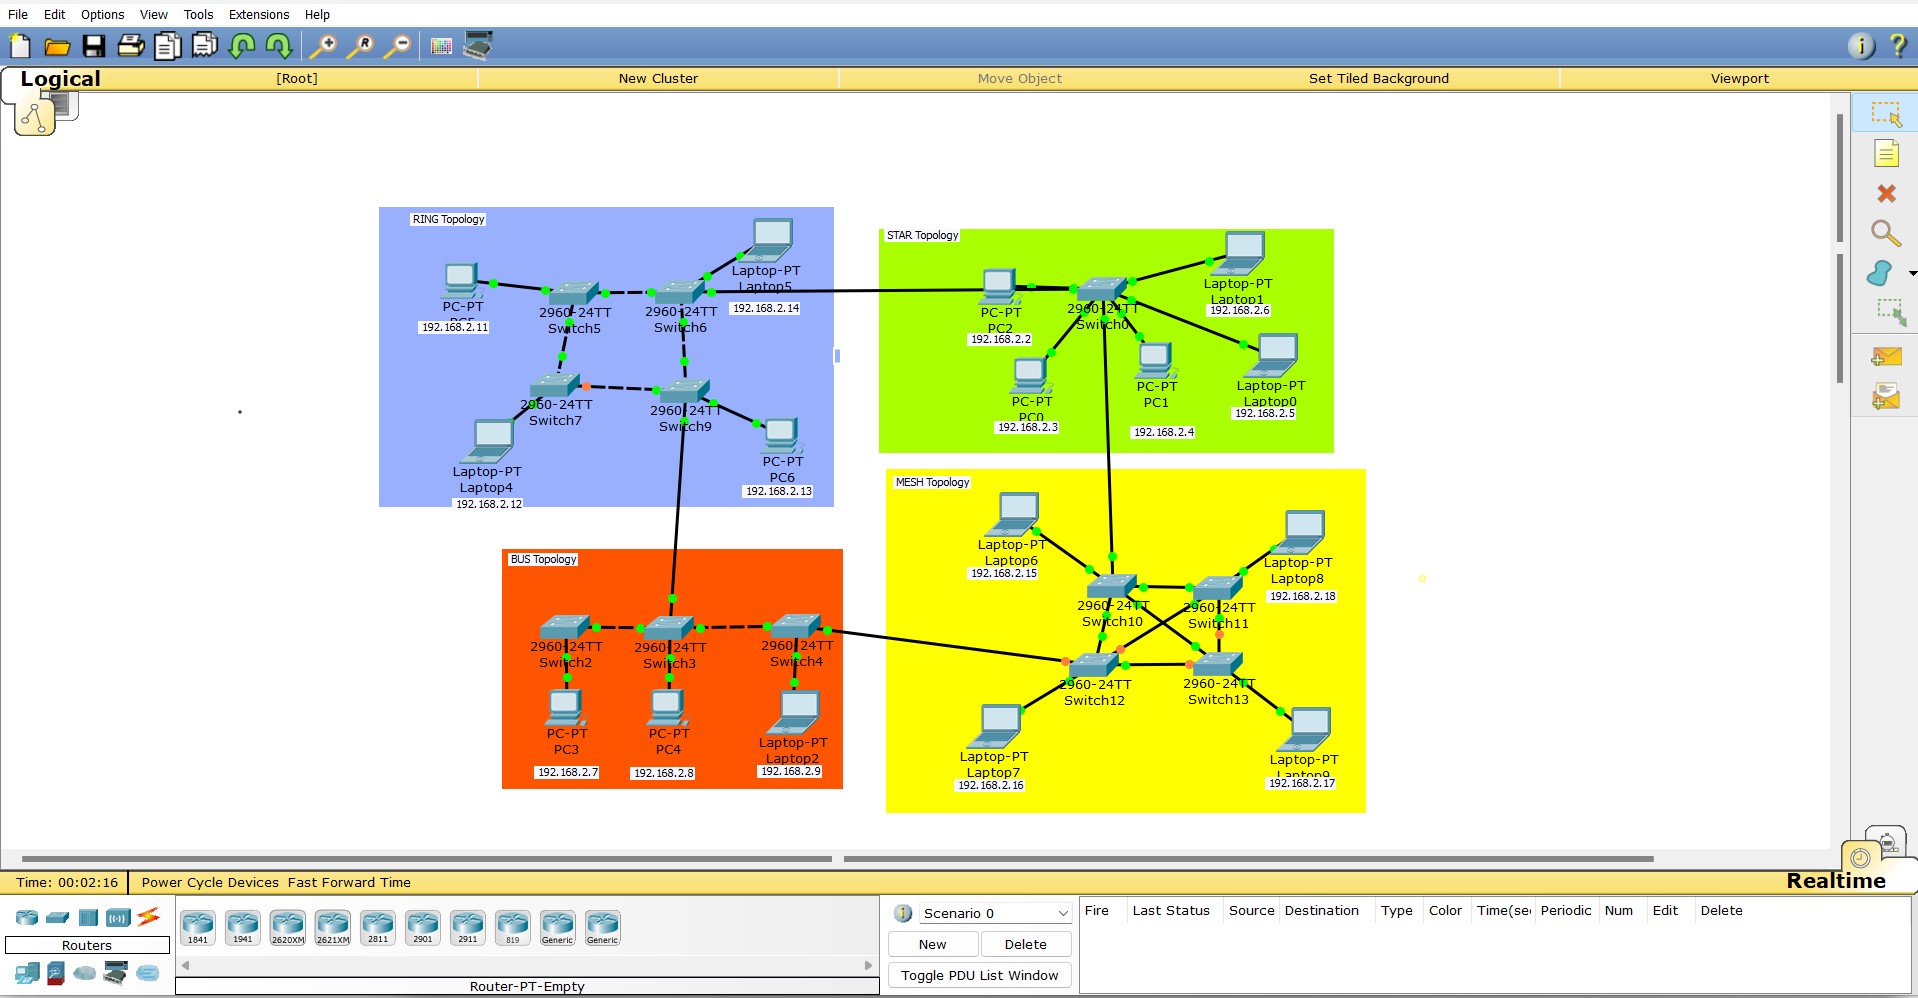 File Edit Options View Tools Extensions Help
Logical [Root] New Cluster Move Object Set Tiled Background Viewport
RING Topology
Laptop-PT
Laptop5
192.168.2.14
PC-PT
PC5
192.168.2.11
2960-24TT
Switch5
2960-24TT
Switch6
2960-24TT
Switch7
2960-24TT
Switch9
Laptop-PT
Laptop4
192.168.2.12
PC-PT
PC6
192.168.2.13
STAR Topology
PC-PT
PC2
192.168.2.2
2960-24TT
Switch0
Laptop-PT
Laptop1
192.168.2.6
PC-PT
PC0
192.168.2.3
PC-PT
PC1
192.168.2.4
Laptop-PT
Laptop0
192.168.2.5
BUS Topology
2960-24TT
Switch2
2960-24TT
Switch3
2960-24TT
Switch4
PC-PT
PC3
192.168.2.7
PC-PT
PC4
192.168.2.8
Laptop-PT
Laptop2
192.168.2.9
MESH Topology
Laptop-PT
Laptop6
192.168.2.15
Laptop-PT
Laptop8
192.168.2.18
2960-24TT
Switch10
2960-24TT
Switch11
2960-24TT
Switch12
2960-24TT
Switch13
Laptop-PT
Laptop7
192.168.2.16
Laptop-PT
Laptop9
192.168.2.17
Time: 00:02:16 Power Cycle Devices Fast Forward Time
Realtime
Routers
1841 1941 2620XM 2621XM 2811 2901 2911 819 Generic Generic
Router-PT-Empty
Scenario 0
New Delete
Toggle PDU List Window
Fire Last Status Source Destination Type Color Time(sec Periodic Num Edit Delete